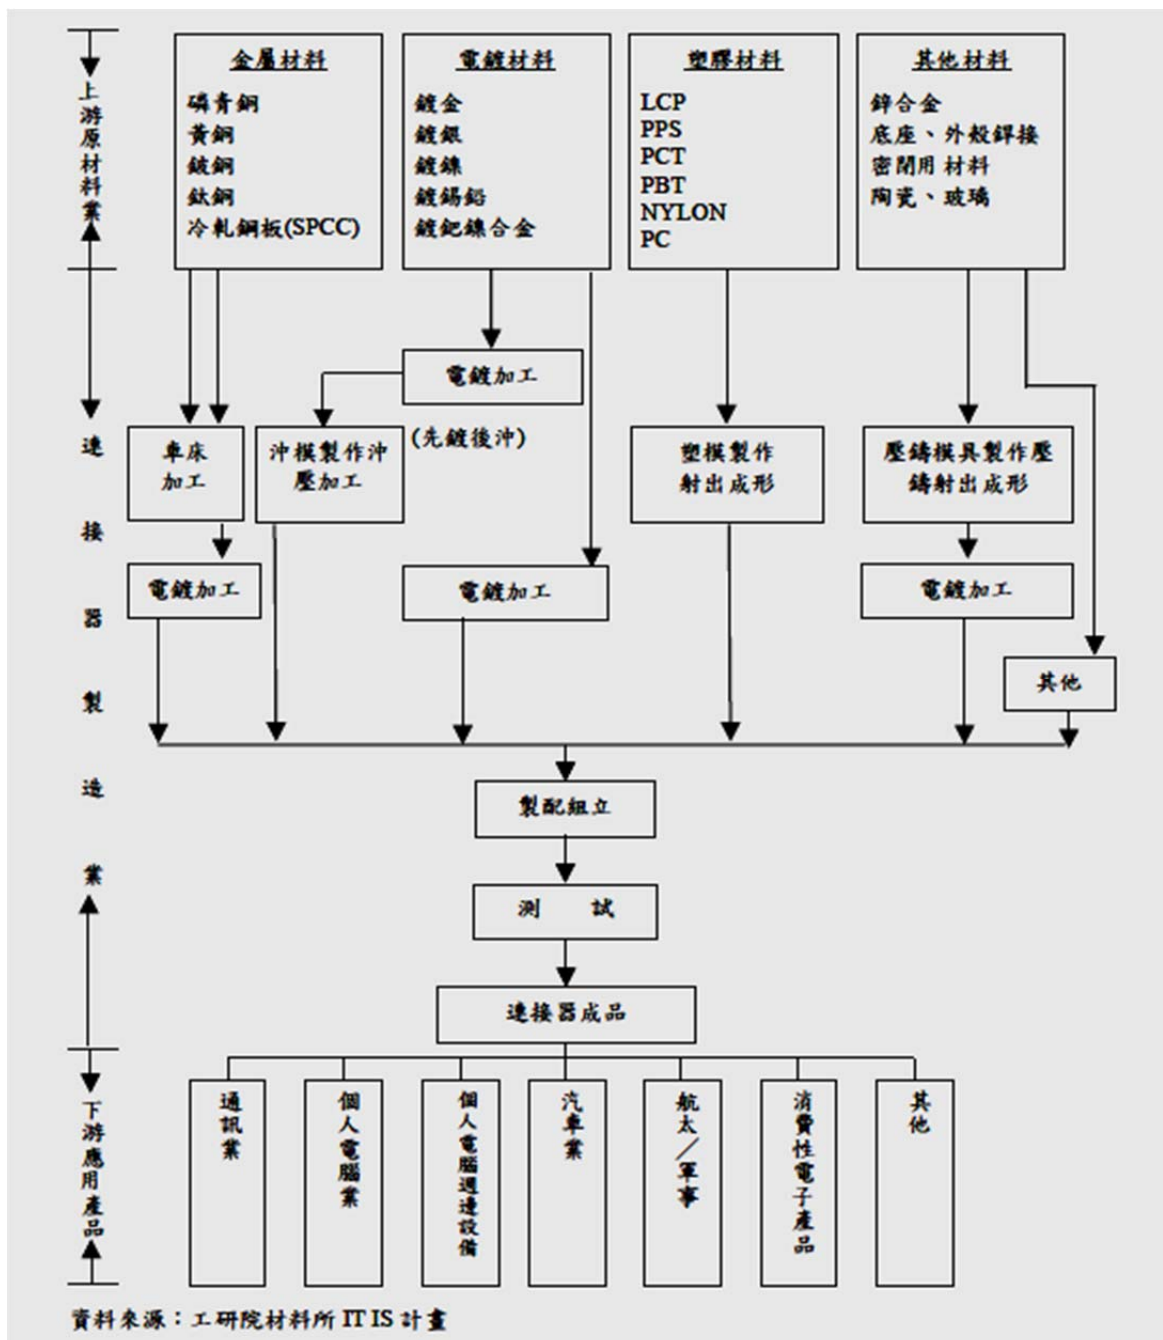 上游原材料業
金屬材料
磷青銅
黃銅
鈹銅
鈦銅
冷軋鋼板(SPCC)
電鍍材料
鍍金
鍍銀
鍍鎳
鍍錫鉛
鍍鈀鎳合金
塑膠材料
LCP
PPS
PCT
PBT
NYLON
PC
其他材料
鋅合金
底座、外殼銲接
密閉用材料
陶瓷、玻璃
連接器製造業
電鍍加工
(先鍍後沖)
車床
加工
沖模製作沖
壓加工
塑模製作
射出成形
壓鑄模具製作壓
鑄射出成形
電鍍加工
電鍍加工
電鍍加工
其他
製配組立
測 試
連接器成品
下游應用產品
通訊業
個人電腦業
個人電腦週邊設備
汽車業
航太／軍事
消費性電子產品
其他
資料來源：工研院材料所 IT IS 計畫